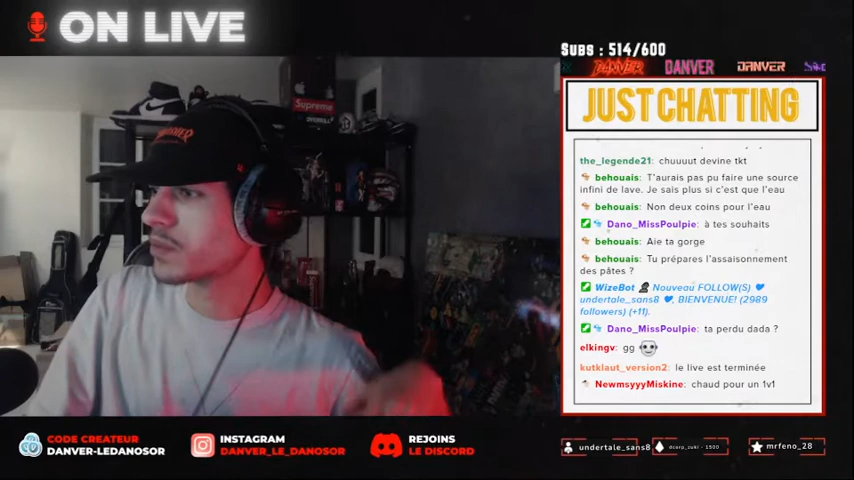 ON LIVE
Subs : 514/600
DANVER DANVER DANVER
JUST CHATTING
the_legende21: chuuuut devine tkt
behouais: T'aurais pas pu faire une source
infini de lave. Je sais plus si c'est que l'eau
behouais: Non deux coins pour l'eau
Dano_MissPoulpie: à tes souhaits
behouais: Aie ta gorge
behouais: Tu prépares l'assaisonnement
des pâtes ?
WizeBot Nouveau FOLLOW(S)
undertale_sans8 , BIENVENUE! (2989
followers) (+11).
Dano_MissPoulpie: ta perdu dada ?
elkingv: gg
kutklaut_version2: le live est terminée
NewmsyyyMiskine: chaud pour un 1v1
Supreme
THRASHER
CODE CREATEUR
DANVER-LEDANOSOR
INSTAGRAM
DANVER_LE_DANOSOR
REJOINS
LE DISCORD
undertale_sans8
1500
mrfeno_28